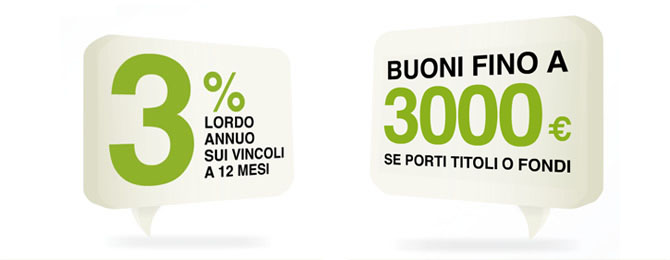 3%
LORDO
ANNUO
SUI VINCOLI
A 12 MESI
BUONI FINO A
3000€
SE PORTI TITOLI O FONDI